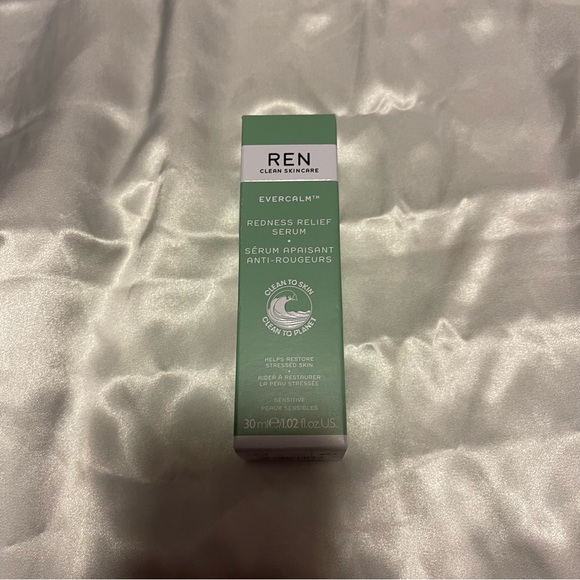 REN
CLEAN SKINCARE
EVERCALM™
REDNESS RELIEF
SERUM
•
SÉRUM APAISANT
ANTI-ROUGEURS
CLEAN TO SKIN
CLEAN TO PLANET
HELPS RESTORE
STRESSED SKIN
•
AIDER À RESTAURER
LA PEAU STRESSÉE
SENSITIVE
PEAUX SENSIBLES
30 ml ℮/1.02 fl.oz.U.S.